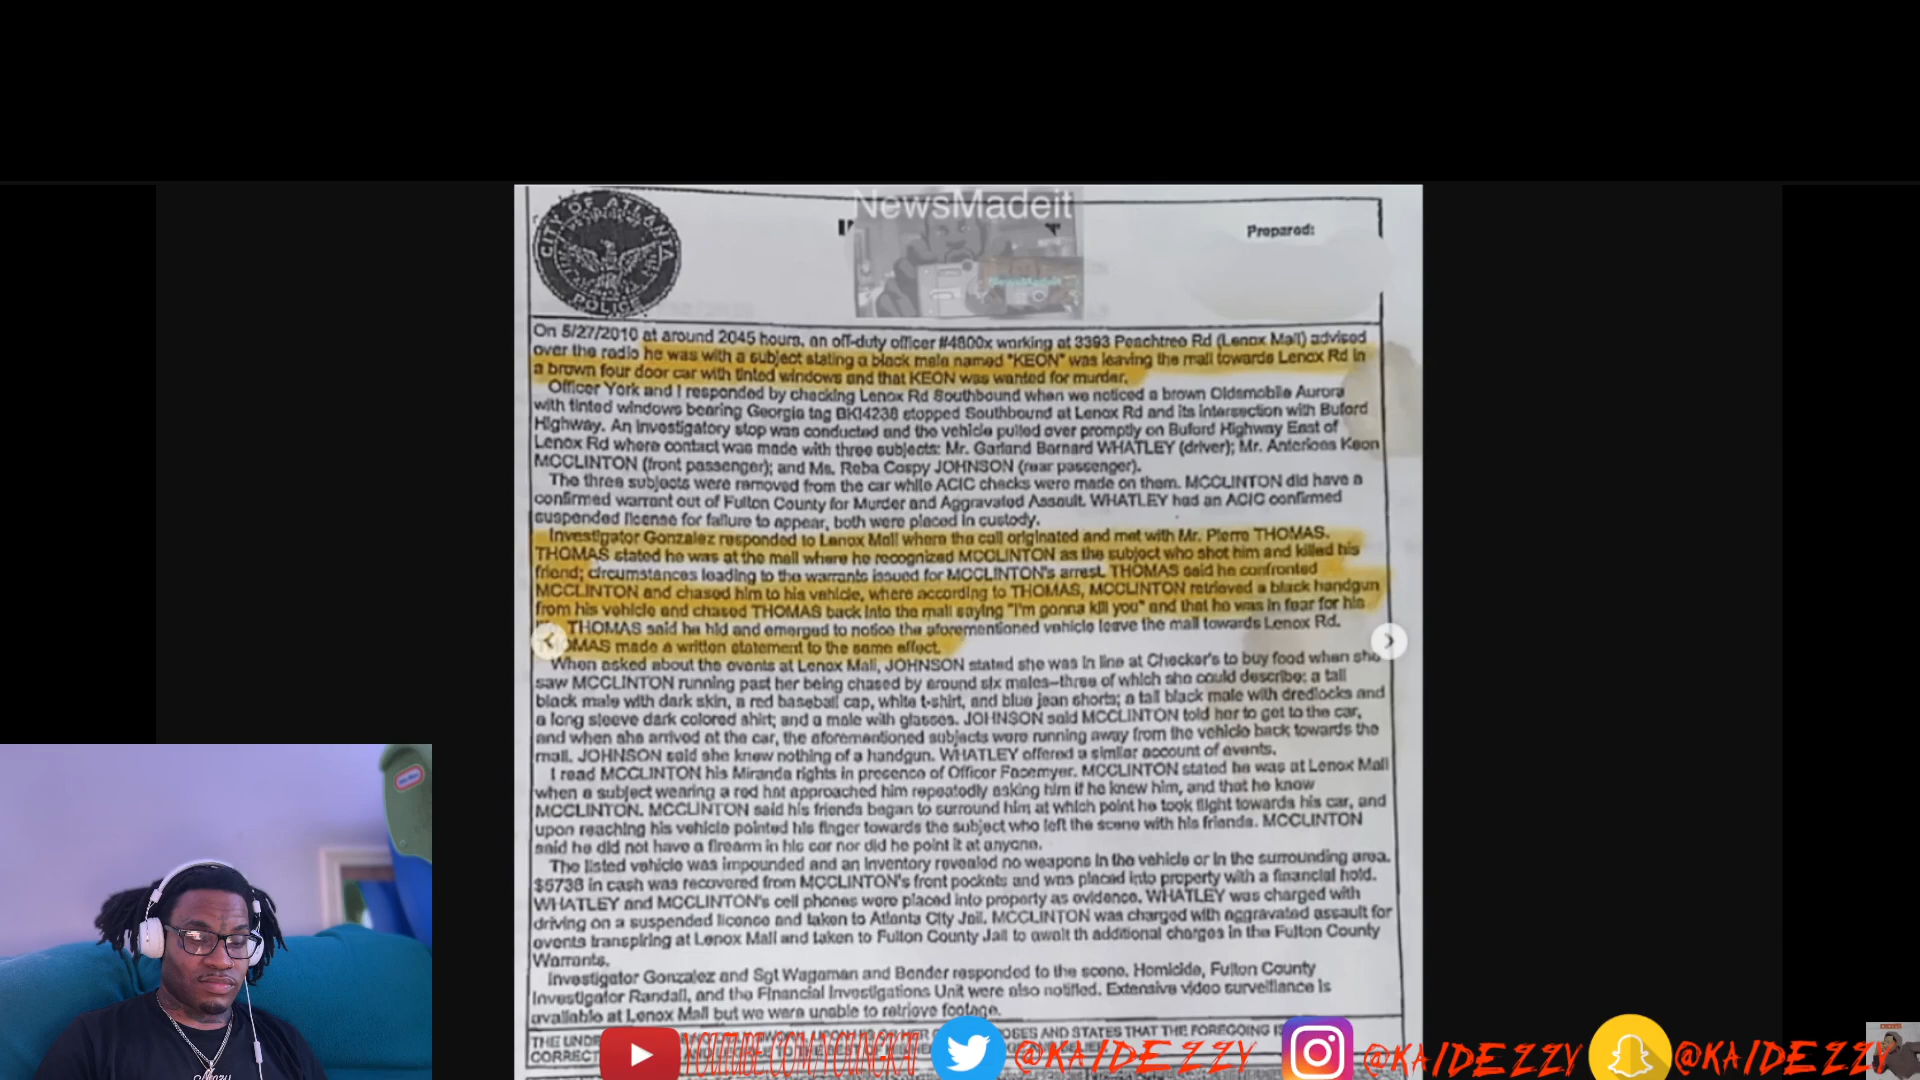 NewsMadeit
CITY OF ATLANTA
POLICE
Prepared:
On 5/27/2010 at around 2045 hours, an off-duty officer #4800x working at 3393 Peachtree Rd (Lenox Mall) advised
over the radio he was with a subject stating a black male named "KEON" was leaving the mall towards Lenox Rd in
a brown four door car with tinted windows and that KEON was wanted for murder.
Officer York and I responded by checking Lenox Rd Southbound when we noticed a brown Oldsmobile Aurora
with tinted windows bearing Georgia tag BKI4238 stopped Southbound at Lenox Rd and its intersection with Buford
Highway. An investigatory stop was conducted and the vehicle pulled over promptly on Buford Highway East of
Lenox Rd where contact was made with three subjects: Mr. Garland Barnard WHATLEY (driver); Mr. Anterious Keon
MCCLINTON (front passenger); and Ms. Reba Caspy JOHNSON (rear passenger).
The three subjects were removed from the car while ACIC checks were made on them. MCCLINTON did have a
confirmed warrant out of Fulton County for Murder and Aggravated Assault. WHATLEY had an ACIC confirmed
suspended license for failure to appear, both were placed in custody.
Investigator Gonzalez responded to Lenox Mall where the call originated and met with Mr. Pierre THOMAS.
THOMAS stated he was at the mall where he recognized MCCLINTON as the subject who shot him and killed his
friend; circumstances leading to the warrants issued for MCCLINTON's arrest. THOMAS said he confronted
MCCLINTON and chased him to his vehicle, where according to THOMAS, MCCLINTON retrieved a black handgun
from his vehicle and chased THOMAS back into the mall saying "I'm gonna kill you" and that he was in fear for his
THOMAS said he hid and emerged to notice the aforementioned vehicle leave the mall towards Lenox Rd.
THOMAS made a written statement to the same effect.
When asked about the events at Lenox Mall, JOHNSON stated she was in line at Checker's to buy food when she
saw MCCLINTON running past her being chased by around six males–three of which she could describe: a tall
black male with dark skin, a red baseball cap, white t-shirt, and blue jean shorts; a tall black male with dredlocks and
a long sleeve dark colored shirt; and a male with glasses. JOHNSON said MCCLINTON told her to get to the car,
and when she arrived at the car, the aforementioned subjects were running away from the vehicle back towards the
mall. JOHNSON said she knew nothing of a handgun. WHATLEY offered a similar account of events.
I read MCCLINTON his Miranda rights in presence of Officer Facemyer. MCCLINTON stated he was at Lenox Mall
when a subject wearing a red hat approached him repeatedly asking him if he knew him, and that he know
MCCLINTON. MCCLINTON said his friends began to surround him at which point he took flight towards his car, and
upon reaching his vehicle pointed his finger towards the subject who left the scene with his friends. MCCLINTON
said he did not have a firearm in his car nor did he point it at anyone.
The listed vehicle was impounded and an inventory revealed no weapons in the vehicle or in the surrounding area.
$5738 in cash was recovered from MCCLINTON's front pockets and was placed into property with a financial hold.
WHATLEY and MCCLINTON's cell phones were placed into property as evidence. WHATLEY was charged with
driving on a suspended licence and taken to Atlanta City Jail. MCCLINTON was charged with aggravated assault for
events transpiring at Lenox Mall and taken to Fulton County Jail to await th additional charges in the Fulton County
Warrants.
Investigator Gonzalez and Sgt Wagaman and Bender responded to the scene. Homicide, Fulton County
Investigator Randall, and the Financial Investigations Unit were also notified. Extensive video surveillance is
available at Lenox Mall but we were unable to retrieve footage.
THE UND AND STATES THAT THE FOREGOING IS
CORRECT
@KAIDEZZY
@KAIDEZZY
@KAIDEZZY